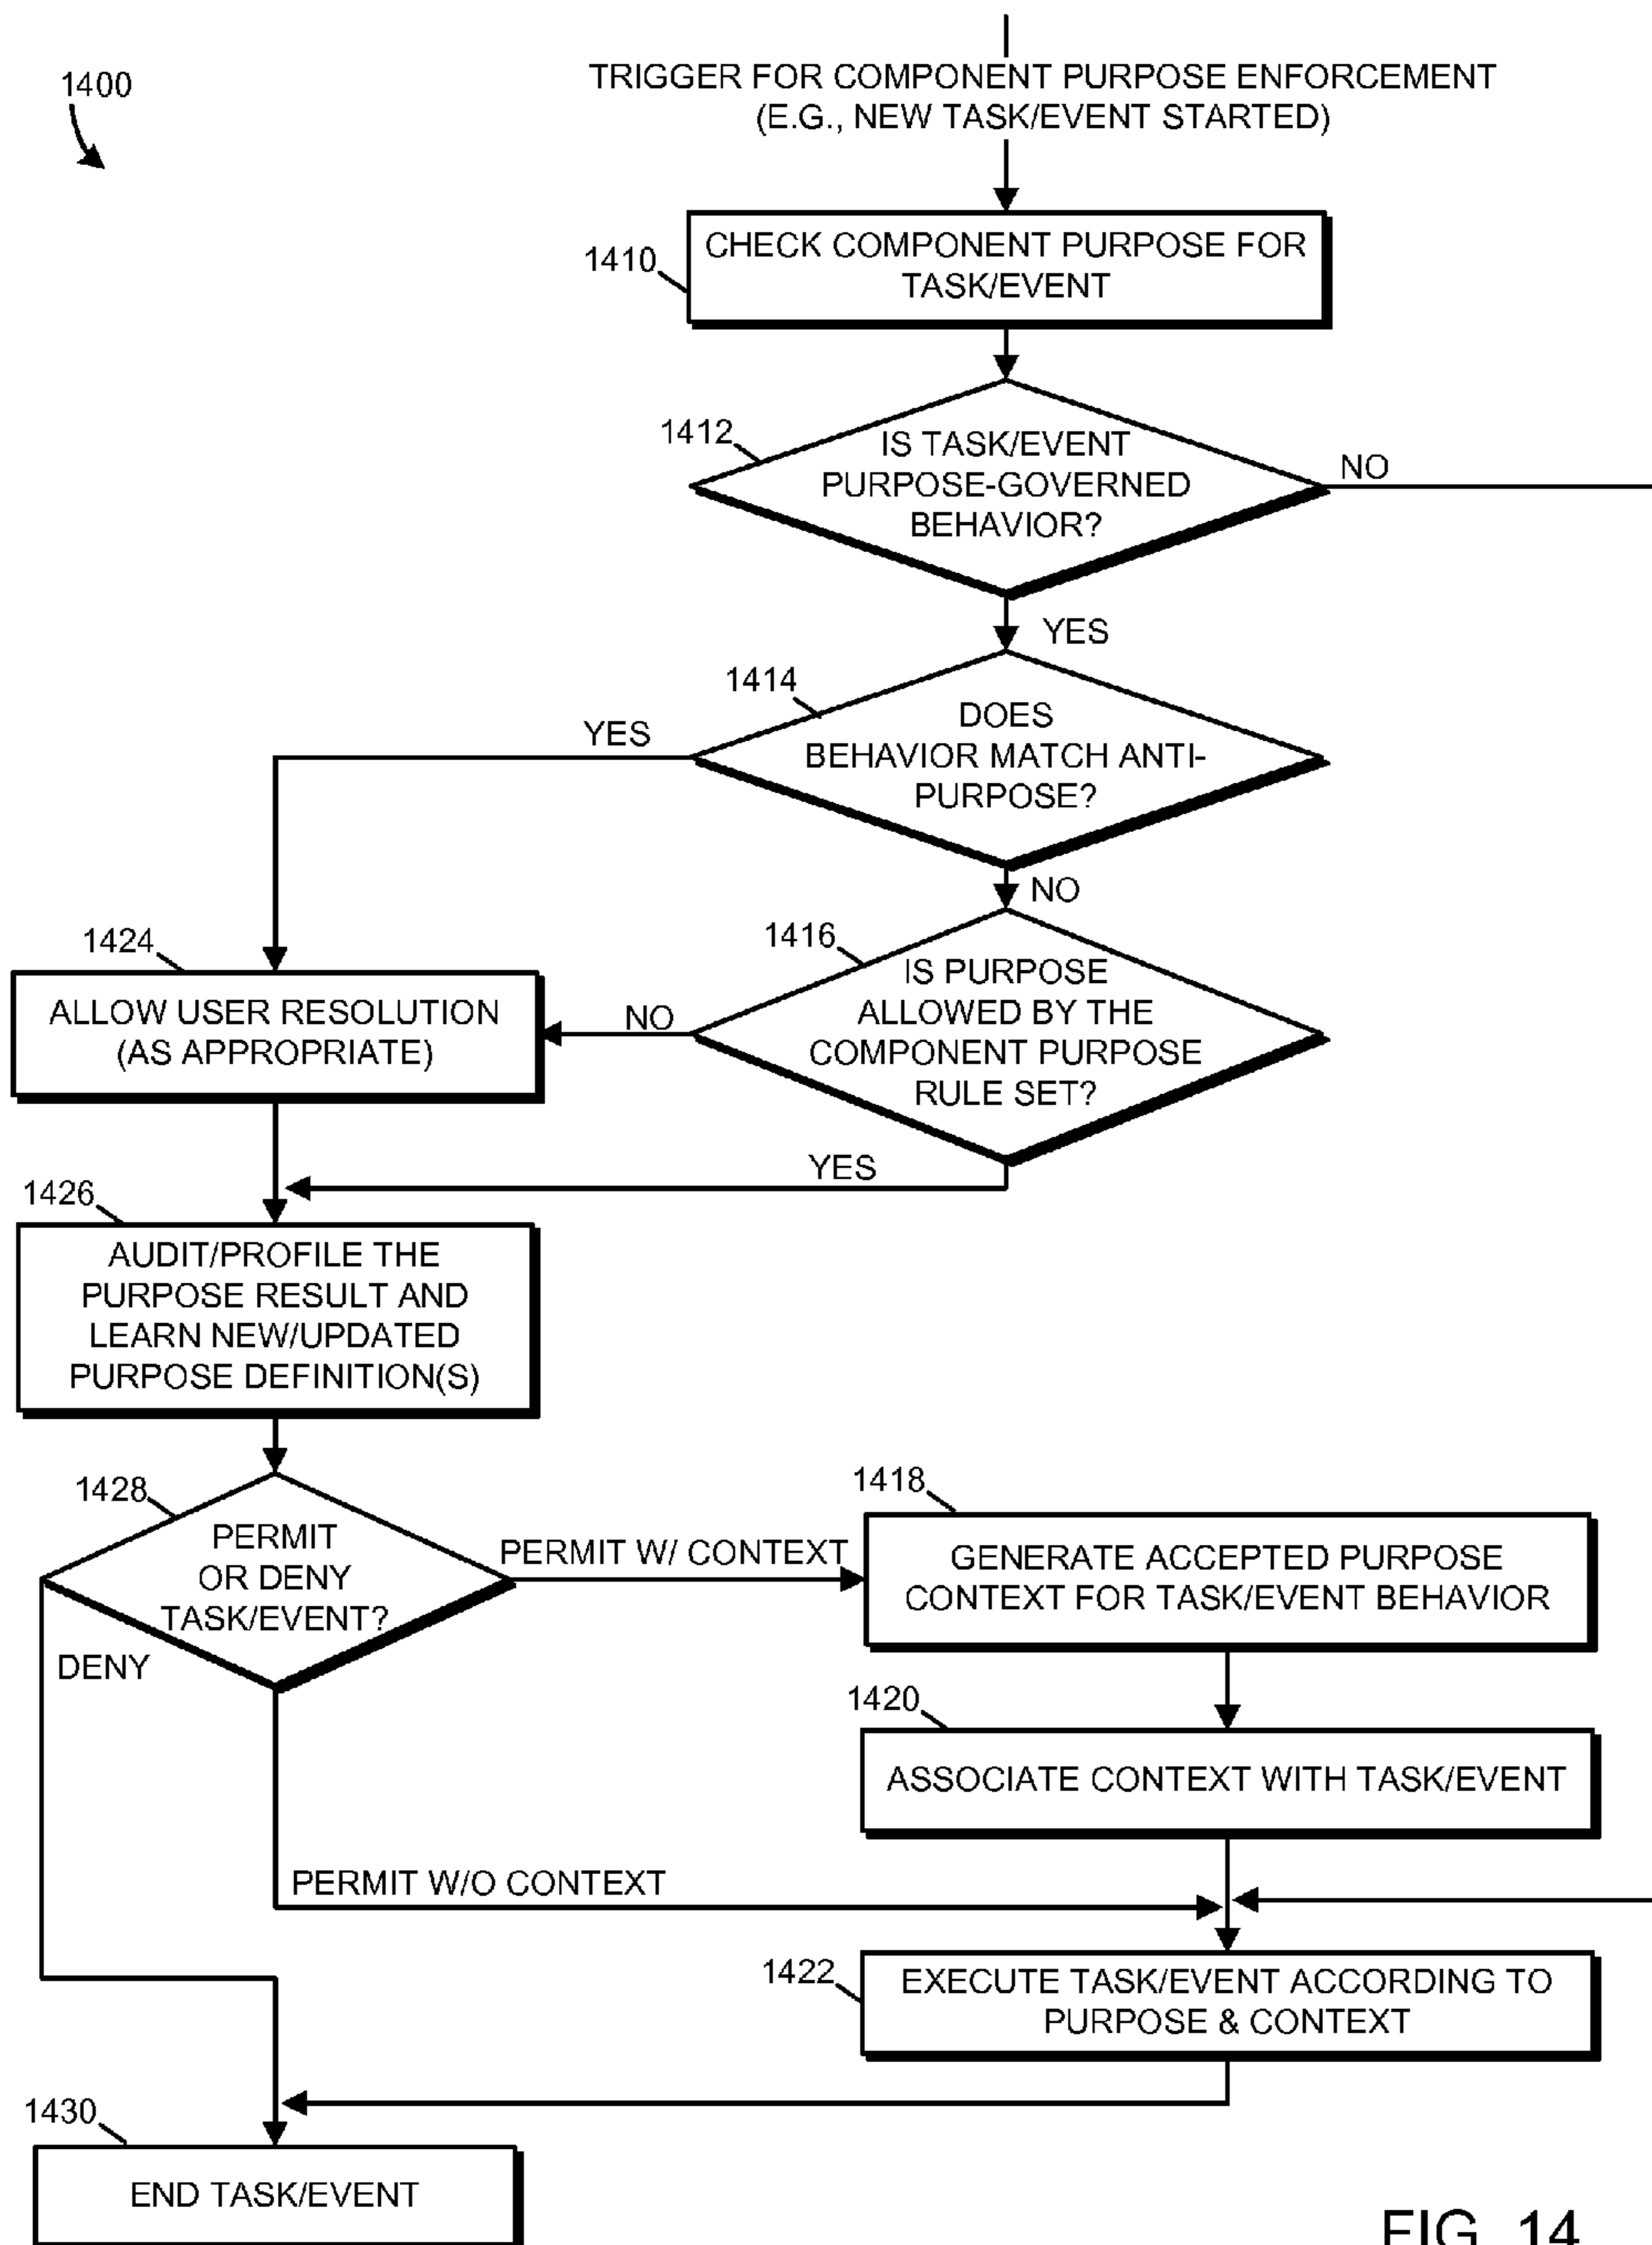 1400
TRIGGER FOR COMPONENT PURPOSE ENFORCEMENT
(E.G., NEW TASK/EVENT STARTED)
1410
CHECK COMPONENT PURPOSE FOR
TASK/EVENT
1412
IS TASK/EVENT
PURPOSE-GOVERNED
BEHAVIOR?
NO
YES
1414
DOES
BEHAVIOR MATCH ANTI-
PURPOSE?
YES
NO
1416
IS PURPOSE
ALLOWED BY THE
COMPONENT PURPOSE
RULE SET?
NO
YES
1424
ALLOW USER RESOLUTION
(AS APPROPRIATE)
1426
AUDIT/PROFILE THE
PURPOSE RESULT AND
LEARN NEW/UPDATED
PURPOSE DEFINITION(S)
1428
PERMIT
OR DENY
TASK/EVENT?
PERMIT W/ CONTEXT
DENY
PERMIT W/O CONTEXT
1418
GENERATE ACCEPTED PURPOSE
CONTEXT FOR TASK/EVENT BEHAVIOR
1420
ASSOCIATE CONTEXT WITH TASK/EVENT
1422
EXECUTE TASK/EVENT ACCORDING TO
PURPOSE & CONTEXT
1430
END TASK/EVENT
FIG. 14